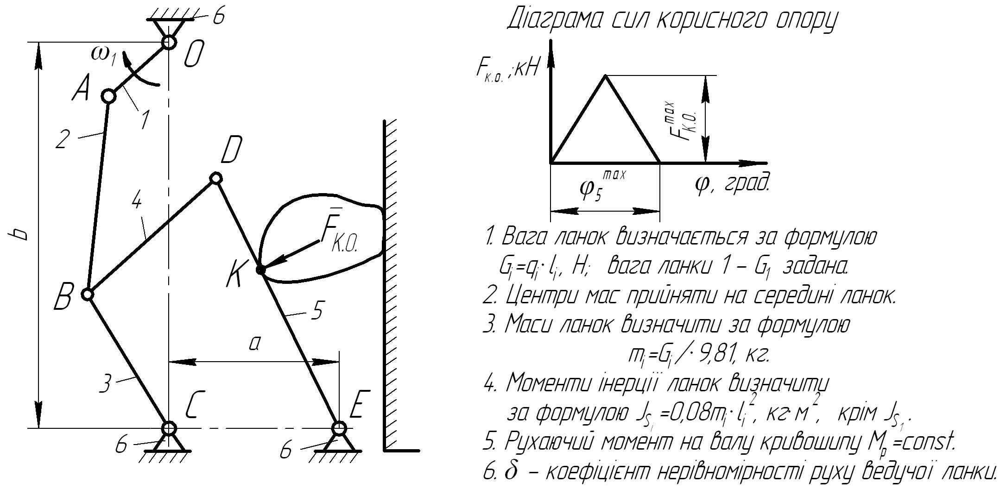 6
O
ω1
A
1
2
D
4
b
F̅К.О.
K
B
5
a
3
C
E
6
6
Діаграма сил корисного опору
Fк.о. ;кН
FК.О.max
φ5max
φ, град.
1. Вага ланок визначається за формулою
Gi=qi·li, Н; вага ланки 1 – G1 задана.
2. Центри мас прийняти на середині ланок.
3. Маси ланок визначити за формулою
mi=Gi/·9,81, кг.
4. Моменти інерції ланок визначити
за формулою JSi=0,08mi·li2, кг·м2, крім JS1.
5. Рухаючий момент на валу кривошипу Mр=const.
6. δ – коефіцієнт нерівномірності руху ведучої ланки.